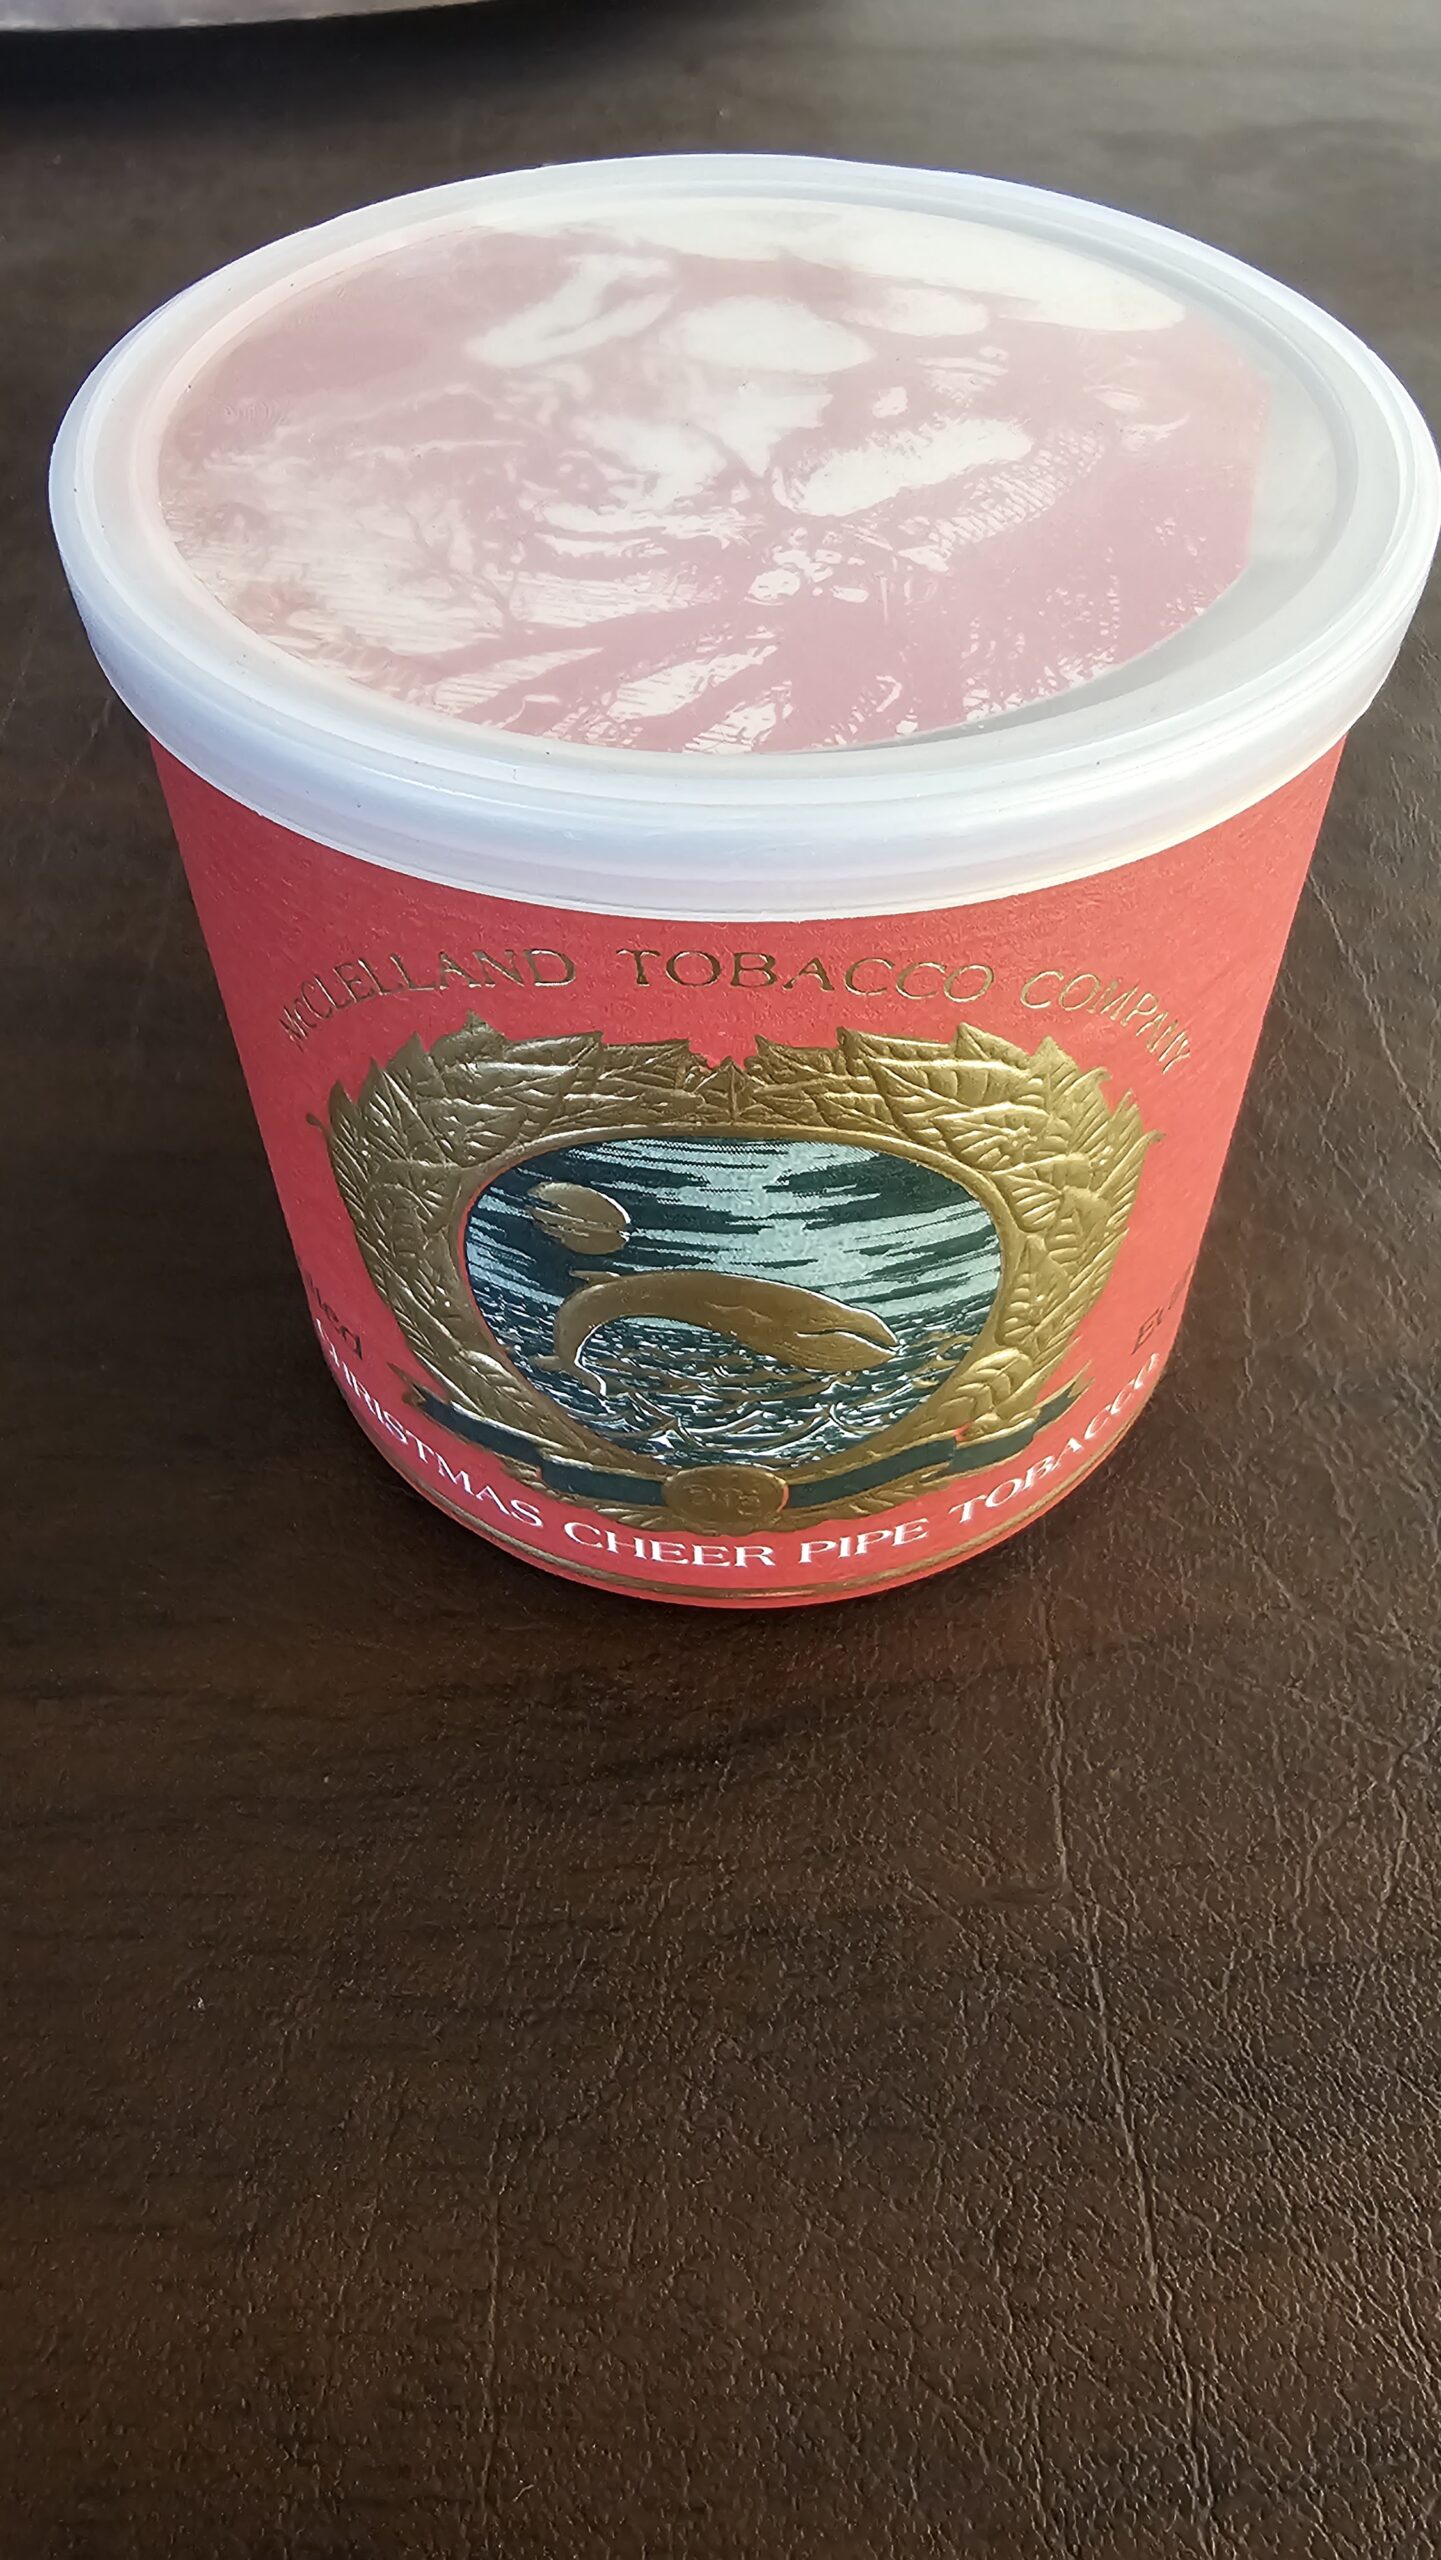 McCLELLAND TOBACCO COMPANY
CHRISTMAS CHEER PIPE TOBACCO